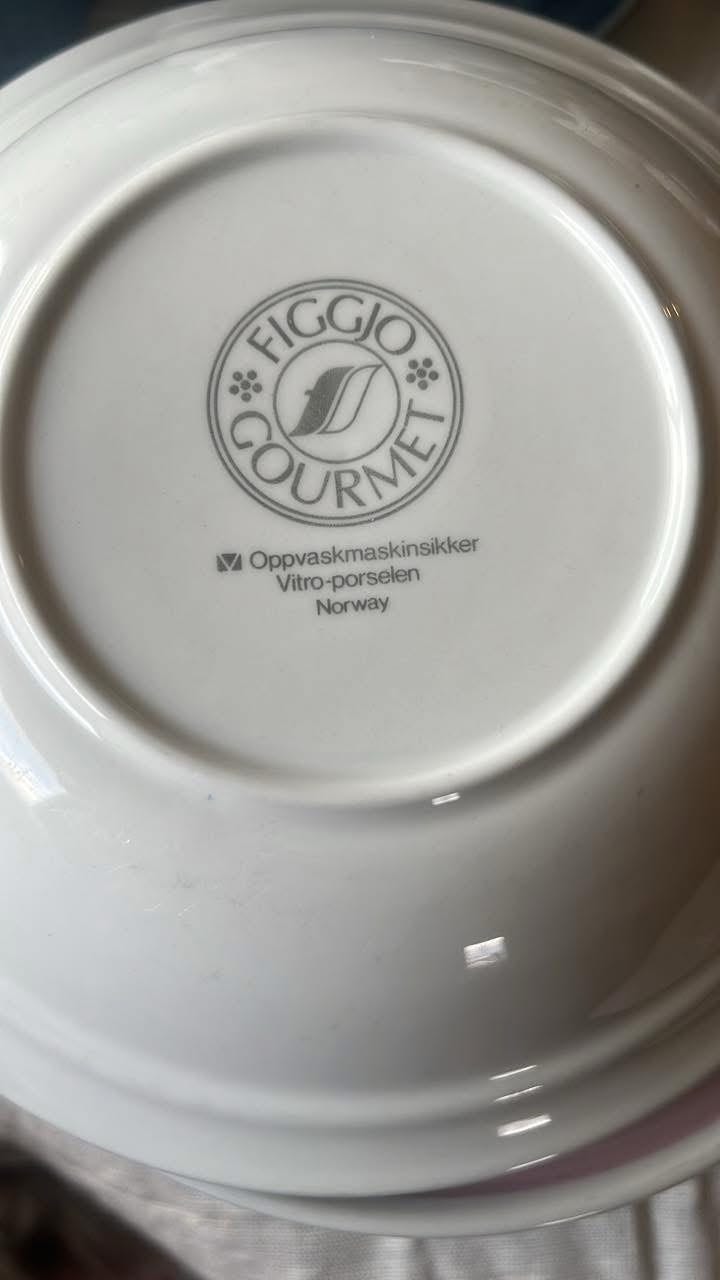 FIGGJO
GOURMET
Oppvaskmaskinsikker
Vitro-porselen
Norway